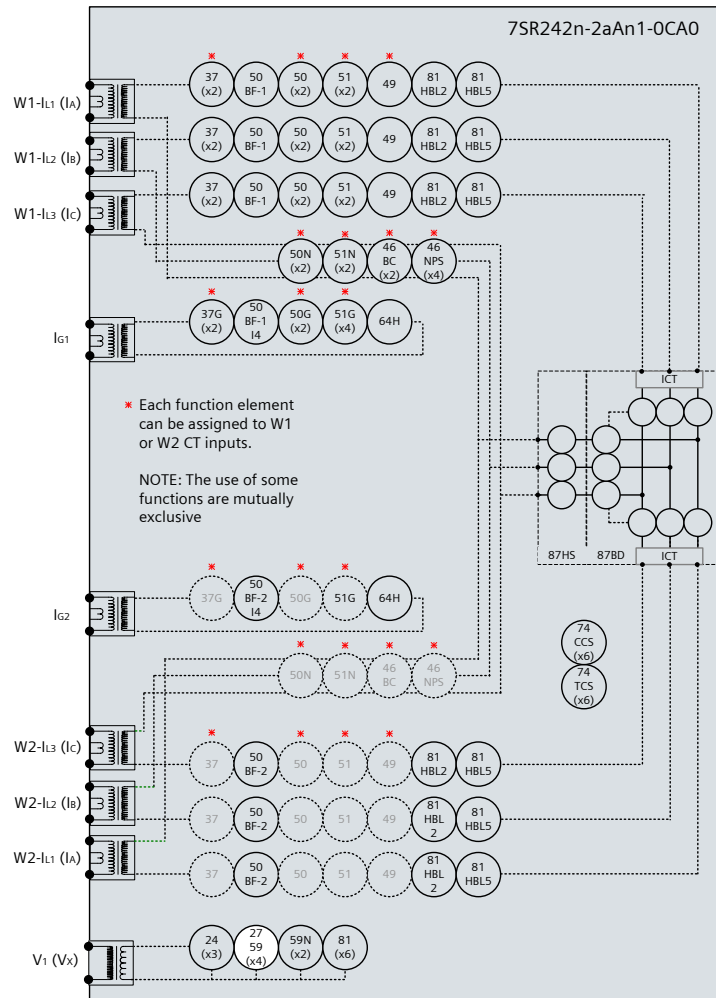 7SR242n-2aAn1-0CA0
* * * *
W1-IL1 (IA)
37 (x2) 50 BF-1 50 (x2) 51 (x2) 49 81 HBL2 81 HBL5
W1-IL2 (IB)
37 (x2) 50 BF-1 50 (x2) 51 (x2) 49 81 HBL2 81 HBL5
W1-IL3 (IC)
37 (x2) 50 BF-1 50 (x2) 51 (x2) 49 81 HBL2 81 HBL5
* * * *
50N (x2) 51N (x2) 46 BC (x2) 46 NPS (x4)
* * *
IG1
37G (x2) 50 BF-1 I4 50G (x2) 51G (x4) 64H
ICT
* Each function element
can be assigned to W1
or W2 CT inputs.
NOTE: The use of some
functions are mutually
exclusive
87HS 87BD ICT
* * *
IG2
37G 50 BF-2 I4 50G 51G 64H
74 CCS (x6)
74 TCS (x6)
* * * *
50N 51N 46 BC 46 NPS
* * * *
W2-IL3 (IC)
37 50 BF-2 50 51 49 81 HBL2 81 HBL5
W2-IL2 (IB)
37 50 BF-2 50 51 49 81 HBL 2 81 HBL5
W2-IL1 (IA)
37 50 BF-2 50 51 49 81 HBL 2 81 HBL5
V1 (VX)
24 (x3) 27 59 (x4) 59N (x2) 81 (x6)